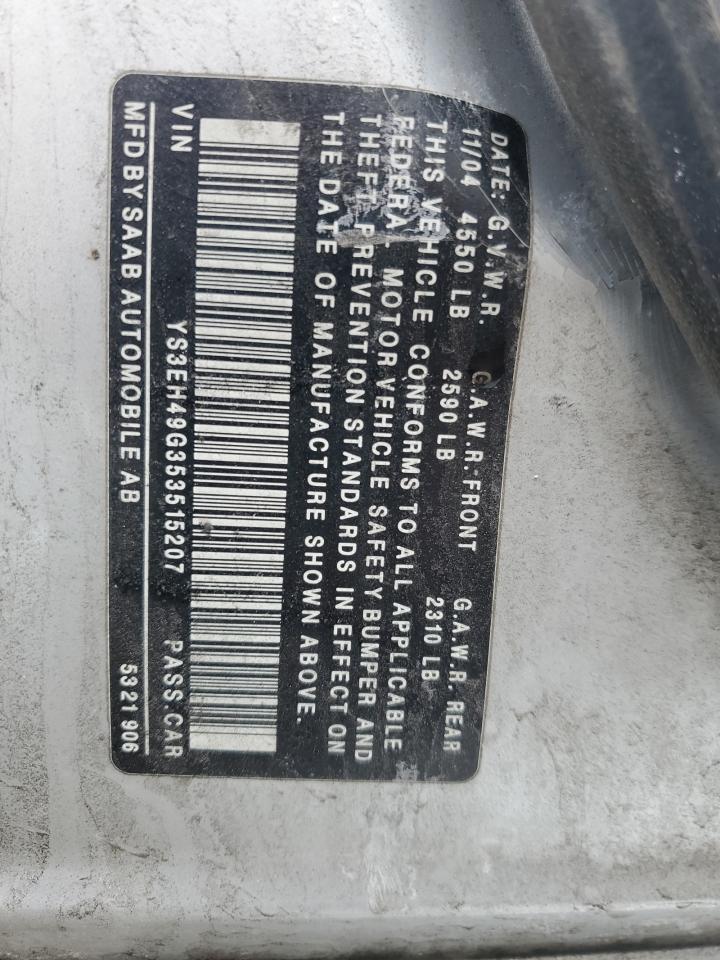 DATE: G.V.W.R. G.A.W.R. FRONT G.A.W.R. REAR
11/04 4550 LB 2590 LB 2310 LB
THIS VEHICLE CONFORMS TO ALL APPLICABLE
FEDERAL MOTOR VEHICLE SAFETY BUMPER AND
THEFT PREVENTION STANDARDS IN EFFECT ON
THE DATE OF MANUFACTURE SHOWN ABOVE.
VIN YS3EH49G353515207 PASS.CAR
MFD BY SAAB AUTOMOBILE AB 5321 906